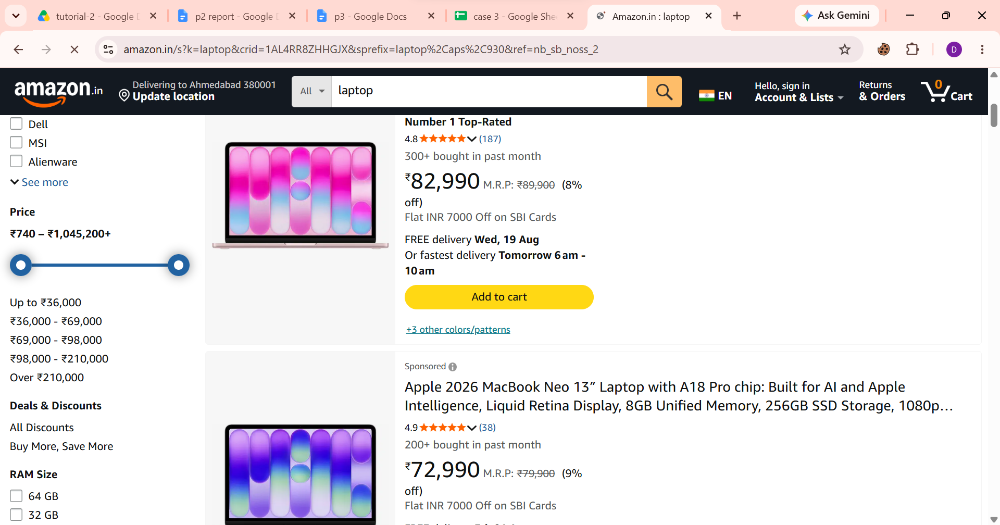 tutorial-2 - Google D
p2 report - Google D
p3 - Google Docs
case 3 - Google She
Amazon.in : laptop
Ask Gemini
amazon.in/s?k=laptop&crid=1AL4RR8ZHHGJX&sprefix=laptop%2Caps%2C930&ref=nb_sb_noss_2
D
amazon.in
Delivering to Ahmedabad 380001
Update location
All
laptop
EN
Hello, sign in
Account & Lists
Returns
& Orders
0
Cart
Dell
MSI
Alienware
See more
Price
₹740 – ₹1,045,200+
Up to ₹36,000
₹36,000 - ₹69,000
₹69,000 - ₹98,000
₹98,000 - ₹210,000
Over ₹210,000
Deals & Discounts
All Discounts
Buy More, Save More
RAM Size
64 GB
32 GB
Number 1 Top-Rated
4.8 (187)
300+ bought in past month
₹82,990 M.R.P: ₹89,900 (8%
off)
Flat INR 7000 Off on SBI Cards
FREE delivery Wed, 19 Aug
Or fastest delivery Tomorrow 6 am -
10 am
Add to cart
+3 other colors/patterns
Sponsored
Apple 2026 MacBook Neo 13″ Laptop with A18 Pro chip: Built for AI and Apple
Intelligence, Liquid Retina Display, 8GB Unified Memory, 256GB SSD Storage, 1080p…
4.9 (38)
200+ bought in past month
₹72,990 M.R.P: ₹79,900 (9%
off)
Flat INR 7000 Off on SBI Cards